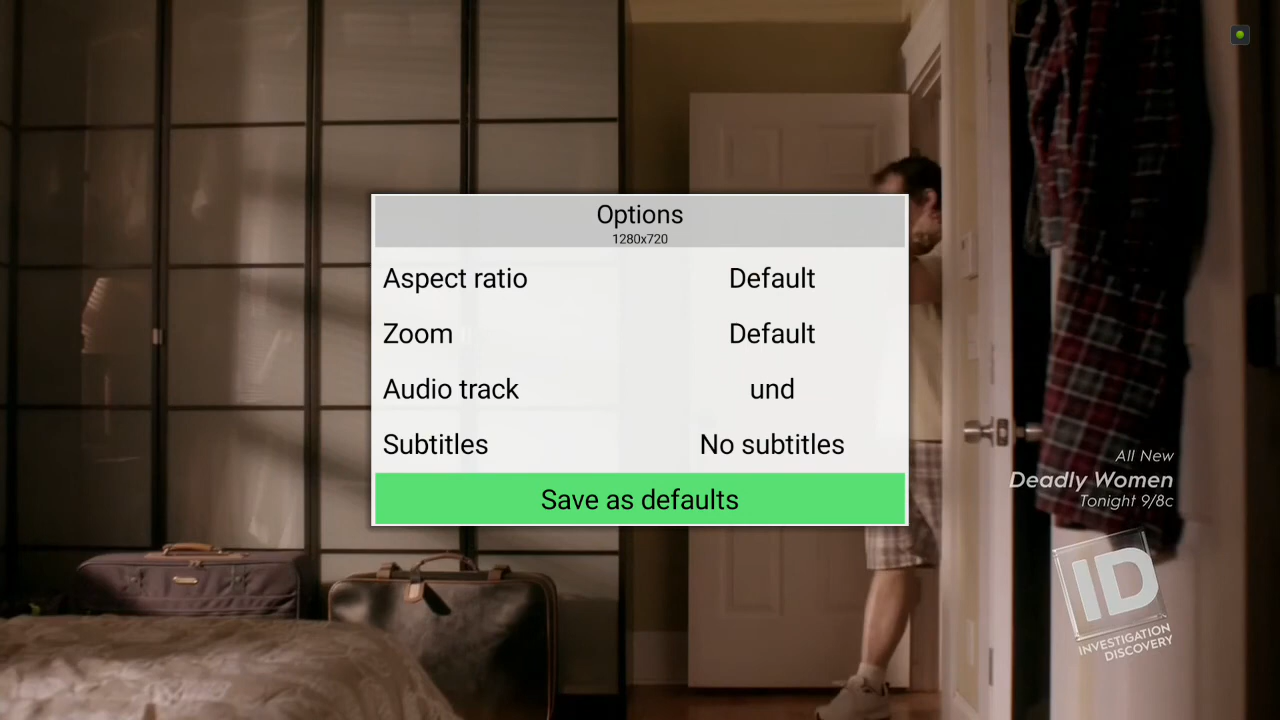 Options
1280x720
Aspect ratio Default
Zoom Default
Audio track und
Subtitles No subtitles
Save as defaults
All New
Deadly Women
Tonight 9/8c
ID
INVESTIGATION
DISCOVERY